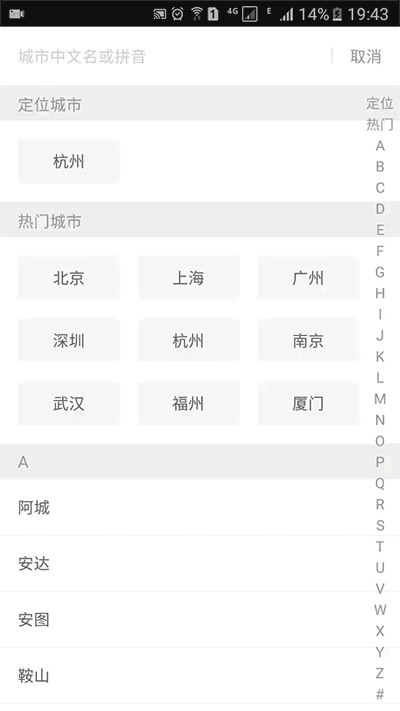 1 4G E 14% 19:43
城市中文名或拼音 取消
定位城市
杭州
热门城市
北京 上海 广州
深圳 杭州 南京
武汉 福州 厦门
A
阿城
安达
安图
鞍山
定位
热门
A
B
C
D
E
F
G
H
I
J
K
L
M
N
O
P
Q
R
S
T
U
V
W
X
Y
Z
#